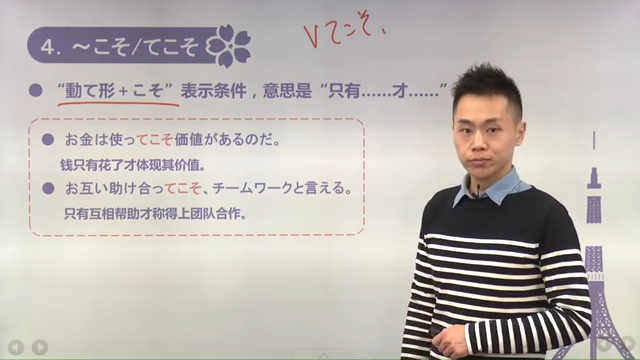 Vてこそ、
4. ～こそ/てこそ
● “動て形＋こそ” 表示条件，意思是“只有……才……”
● お金は使ってこそ価値があるのだ。
钱只有花了才体现其价值。
● お互い助け合ってこそ、チームワークと言える。
只有互相帮助才称得上团队合作。